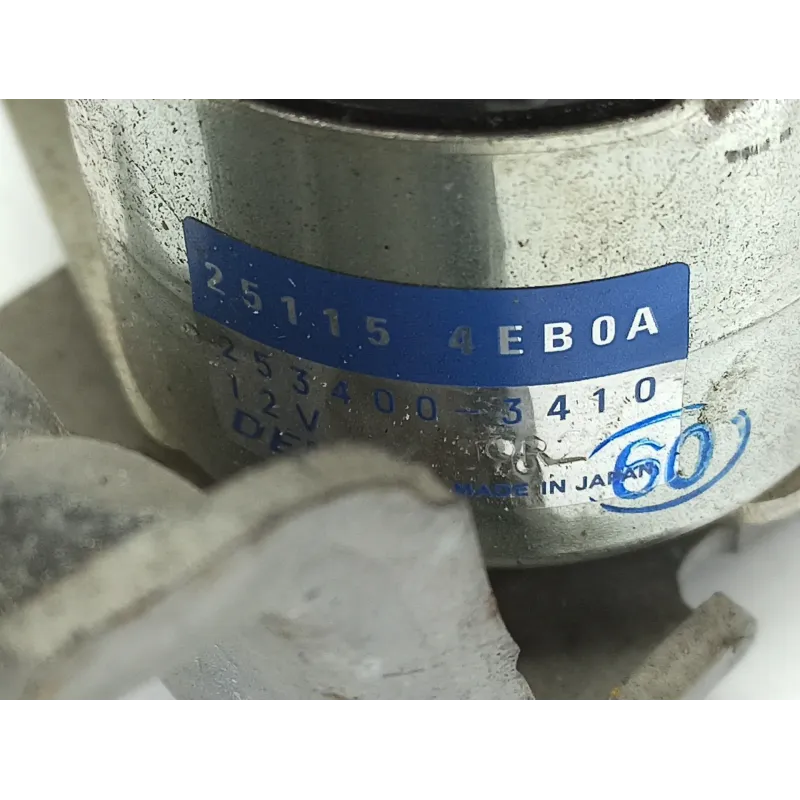 25115 4EB0A
253400-3410
12V
MADE IN JAPAN
60